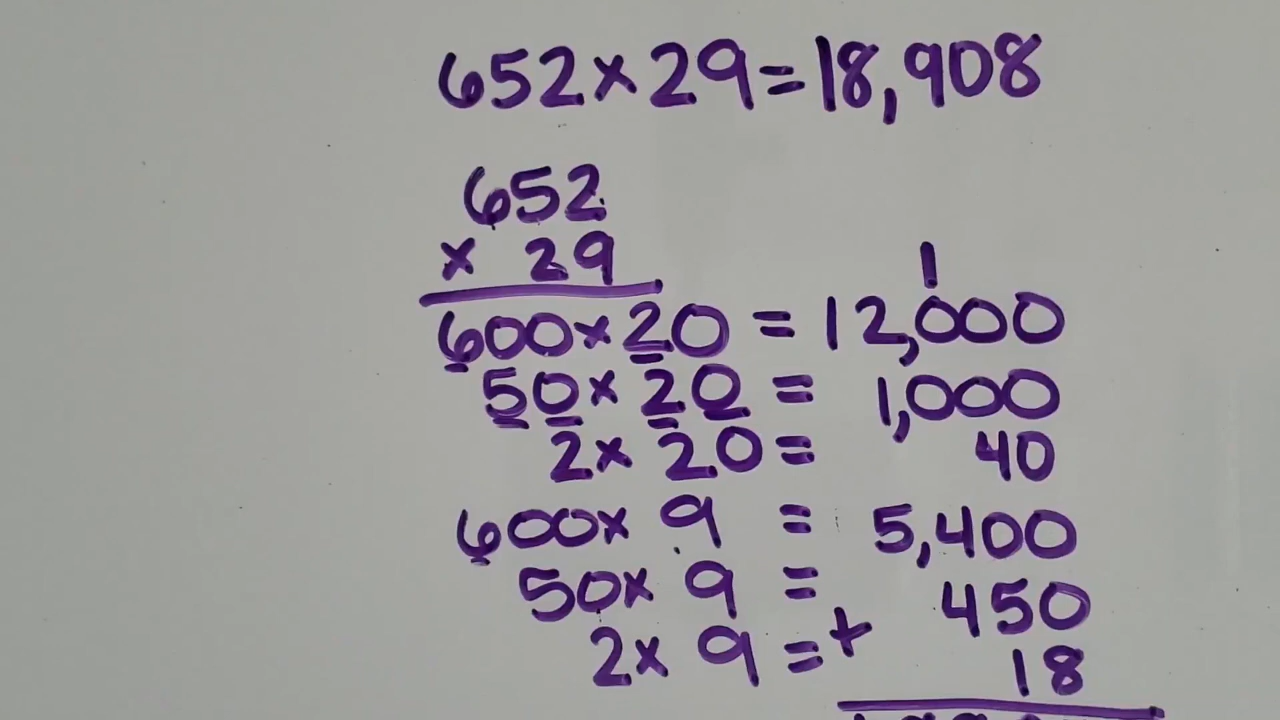 652×29=18,908
652
× 29
1
600×20 = 12,000
50×20 = 1,000
2×20= 40
600×9 = 5,400
50×9 = 450
2×9 =+ 18